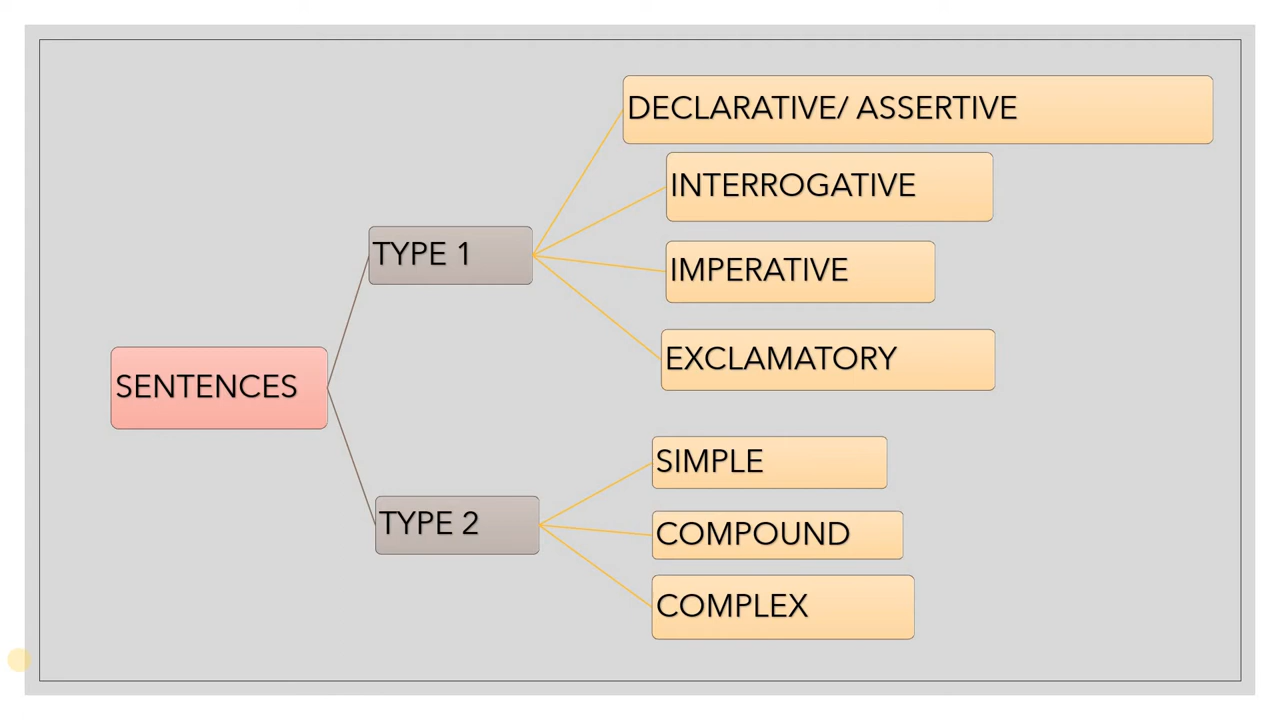 SENTENCES
TYPE 1
DECLARATIVE/ ASSERTIVE
INTERROGATIVE
IMPERATIVE
EXCLAMATORY
TYPE 2
SIMPLE
COMPOUND
COMPLEX